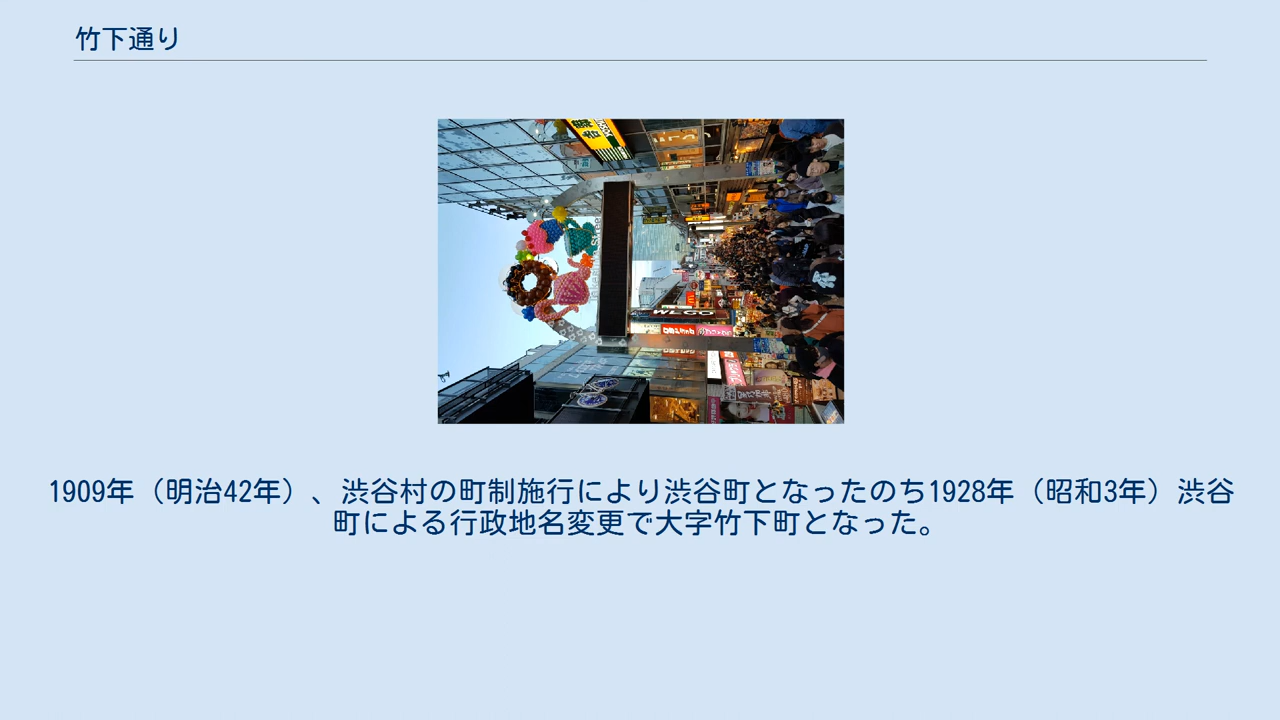 竹下通り
WEGO
1909年（明治42年）、渋谷村の町制施行により渋谷町となったのち1928年（昭和3年）渋谷
町による行政地名変更で大字竹下町となった。